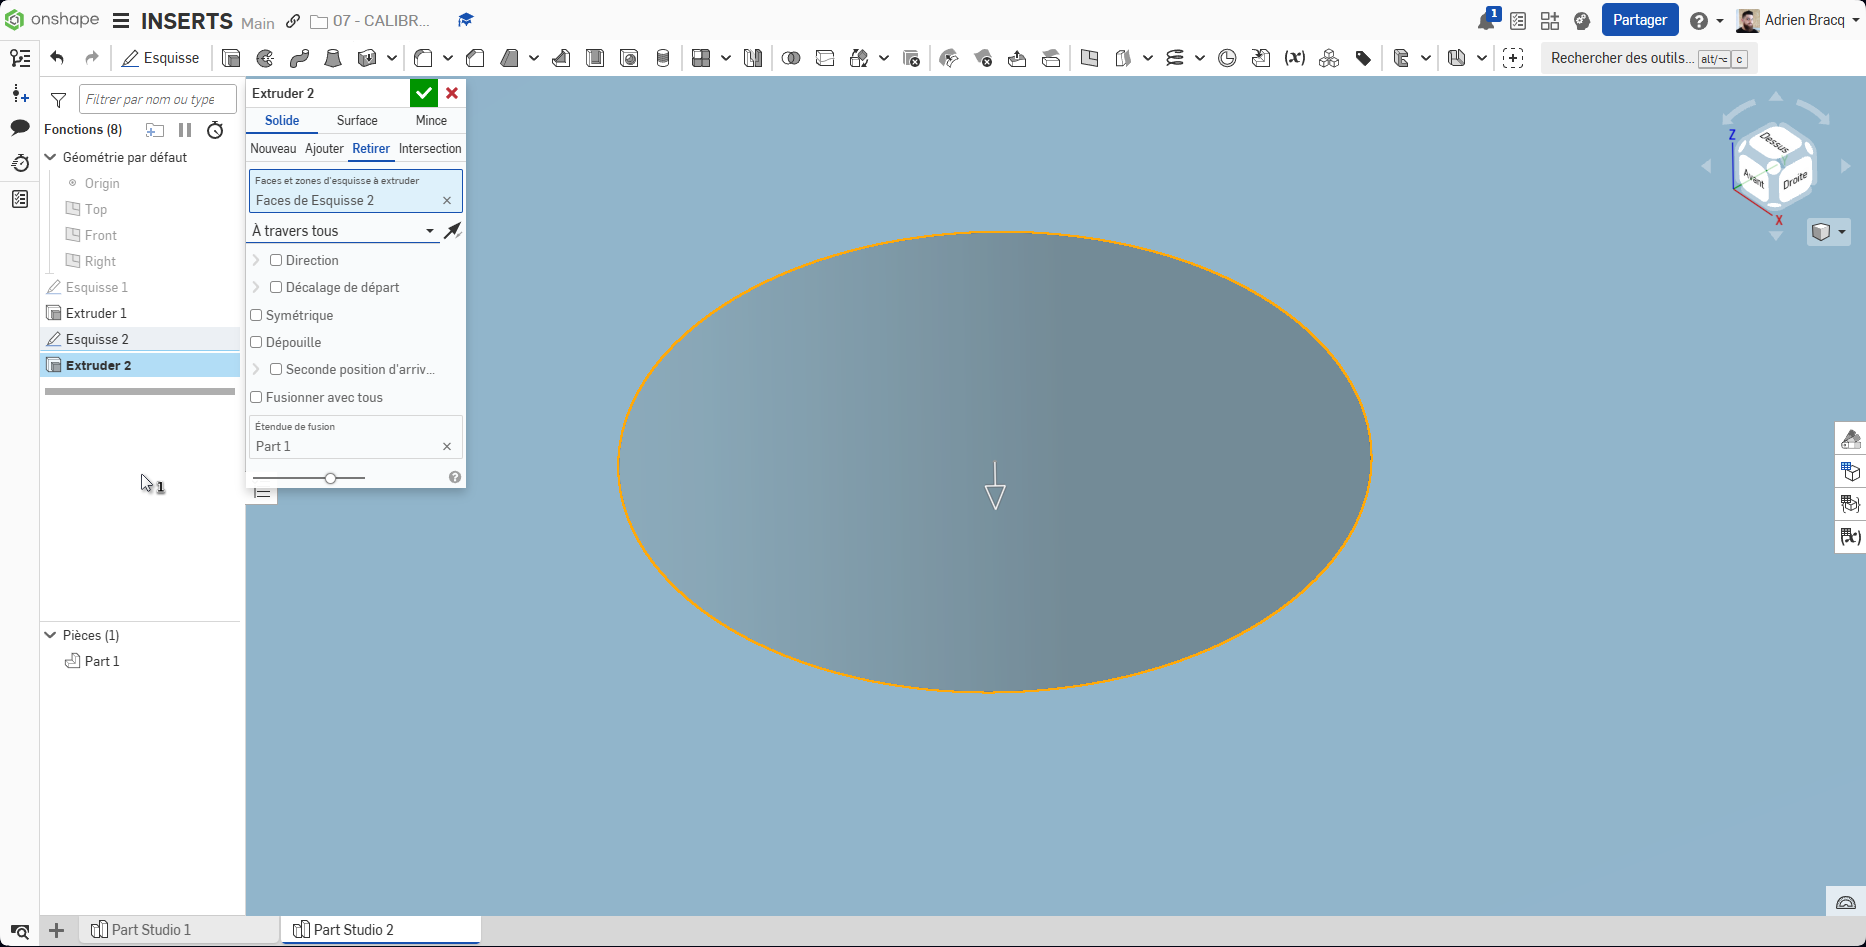 onshape INSERTS Main 07 - CALIBR... 1 Partager Adrien Bracq
Esquisse (x) Rechercher des outils... alt/⌥ c
Filtrer par nom ou type
Fonctions (8)
Géométrie par défaut
Origin
Top
Front
Right
Esquisse 1
Extruder 1
Esquisse 2
Extruder 2
1
Pièces (1)
Part 1
Extruder 2
Solide Surface Mince
Nouveau Ajouter Retirer Intersection
Faces et zones d'esquisse à extruder
Faces de Esquisse 2
À travers tous
Direction
Décalage de départ
Symétrique
Dépouille
Seconde position d'arriv...
Fusionner avec tous
Étendue de fusion
Part 1
Z
Dessus
Avant
Droite
X
(x)
Part Studio 1
Part Studio 2